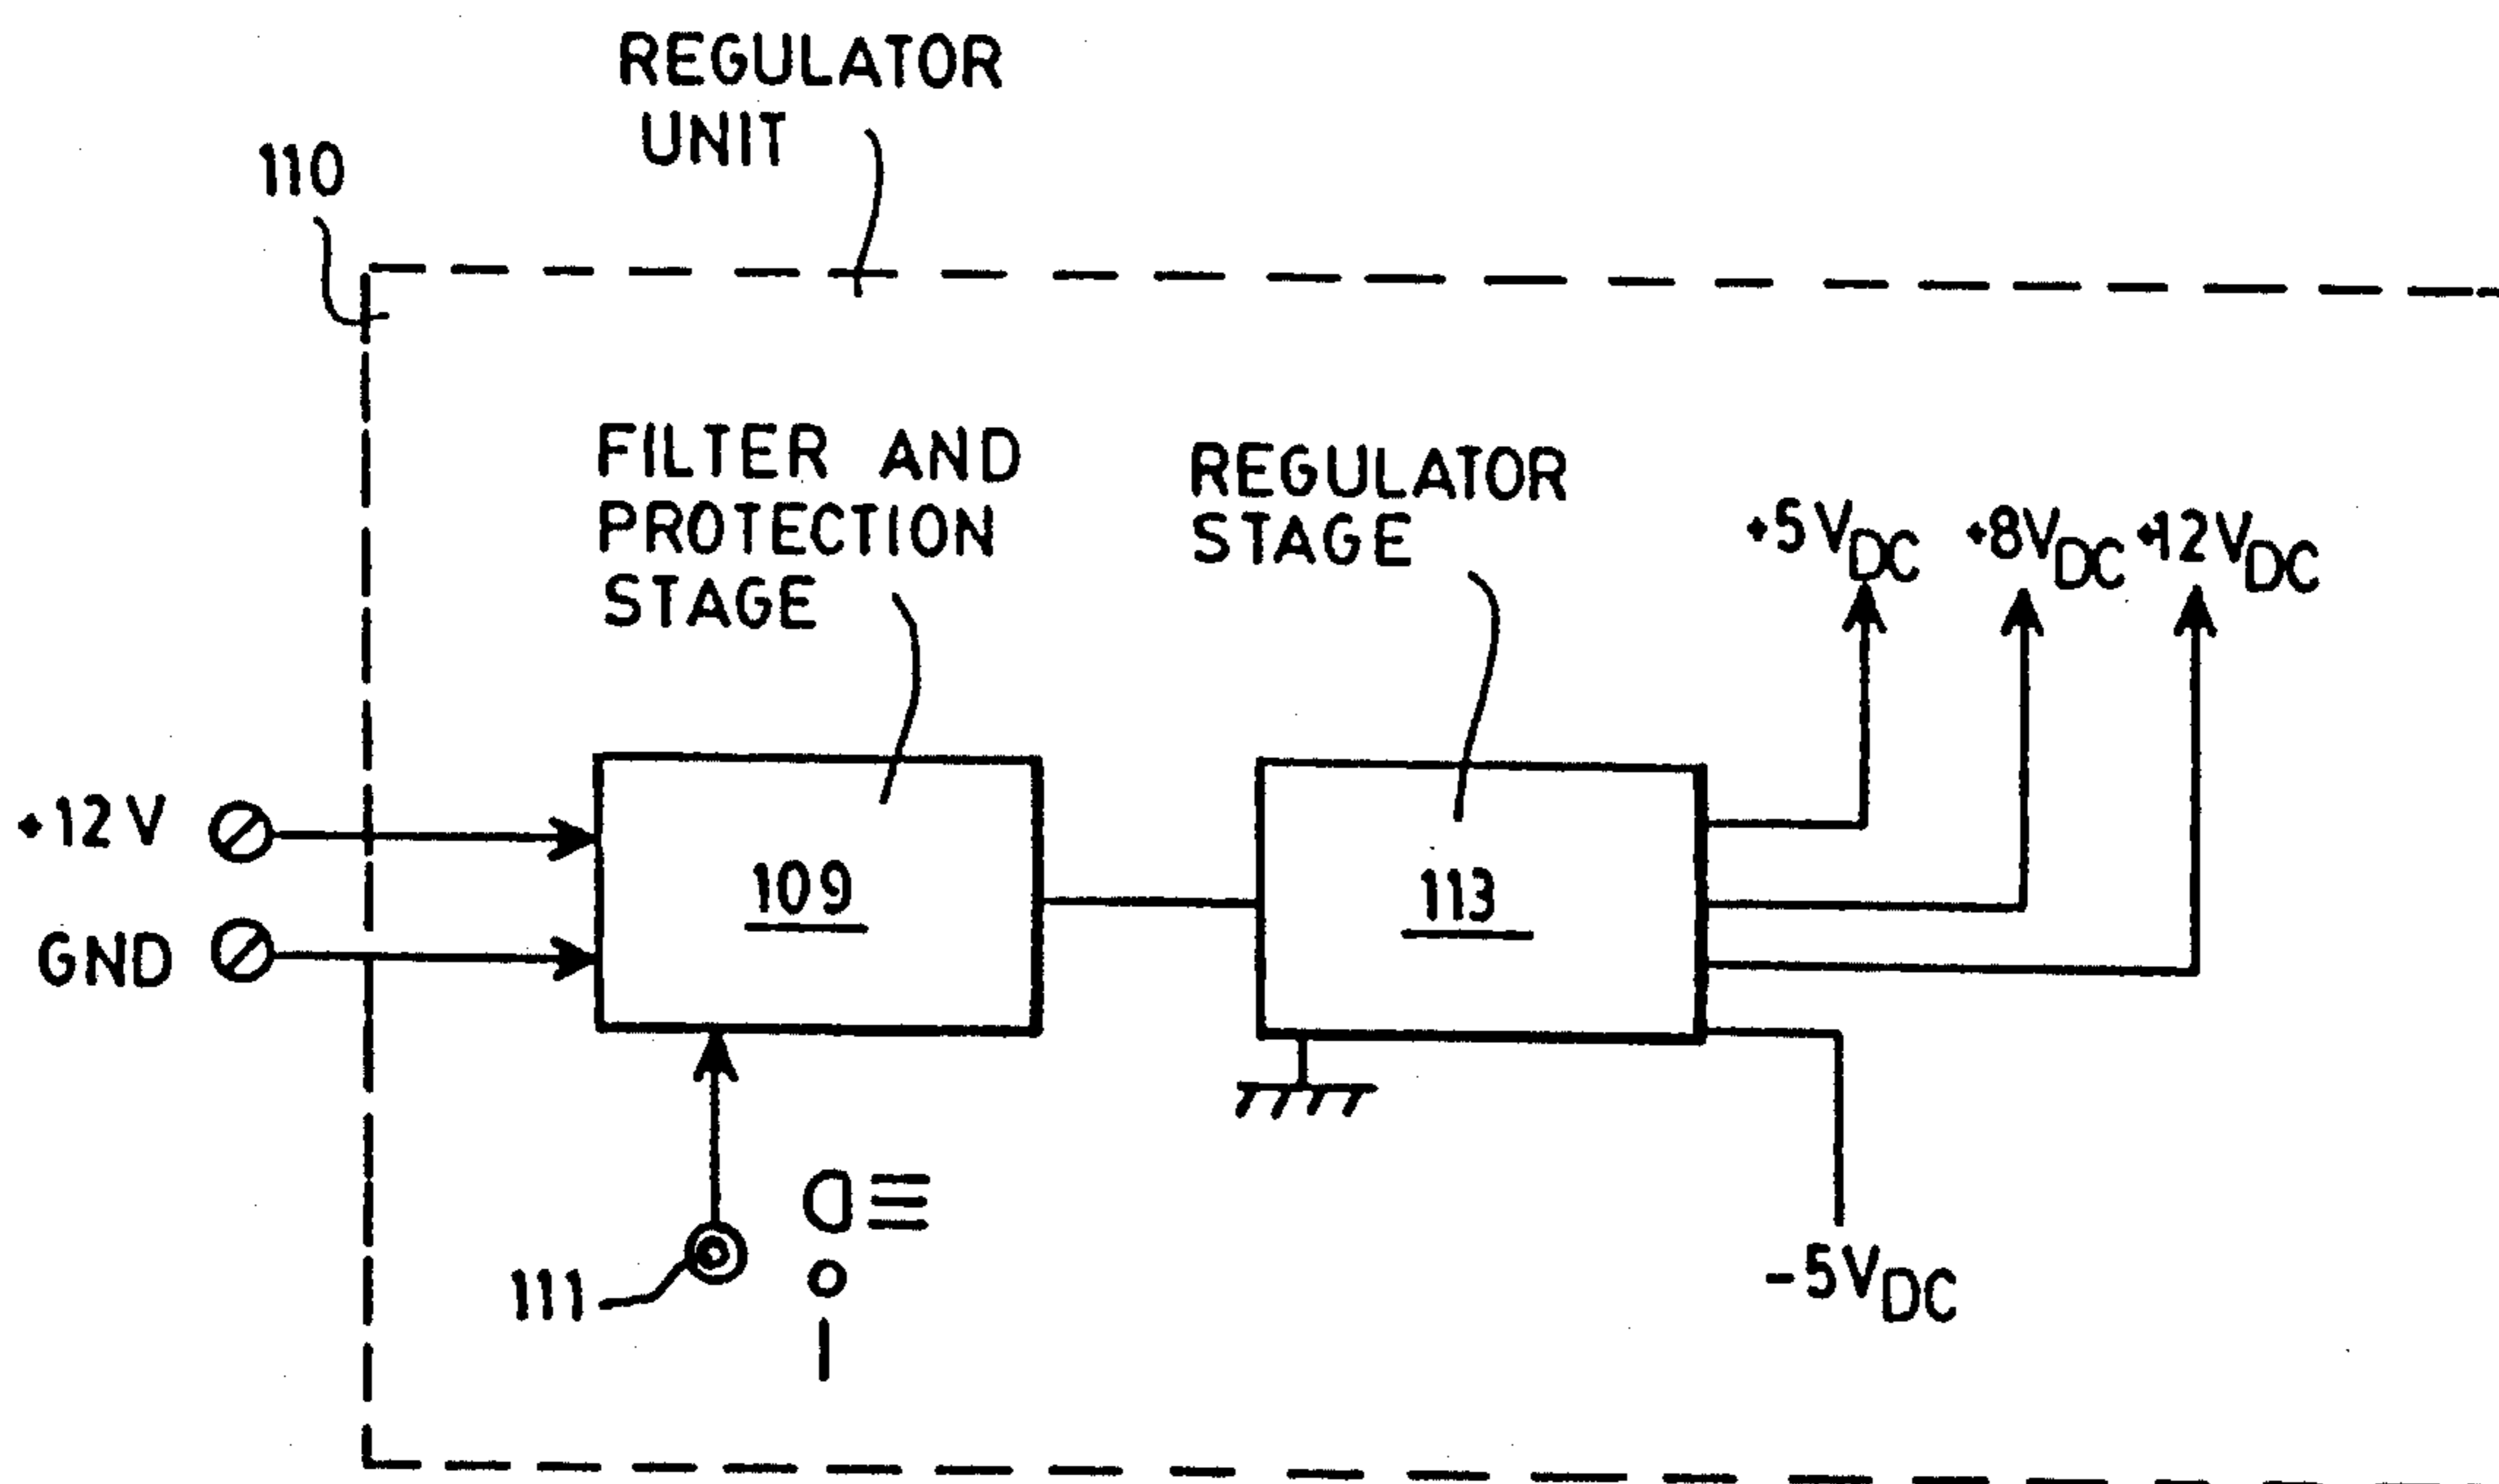 REGULATOR
UNIT
110
FILTER AND
PROTECTION
STAGE
REGULATOR
STAGE
+5VDC
+8VDC
+12VDC
+12V
GND
109
113
111
O
I
-5VDC